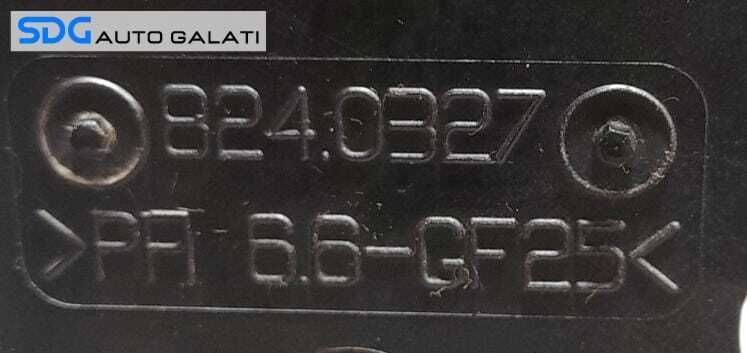 SDG AUTO GALATI
824.0327
>PA 6.6-GF25<